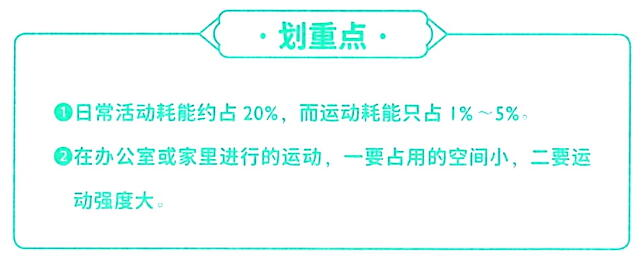 ·划重点·
❶日常活动耗能约占 20%，而运动耗能只占 1%～5%。
❷在办公室或家里进行的运动，一要占用的空间小，二要运
动强度大。